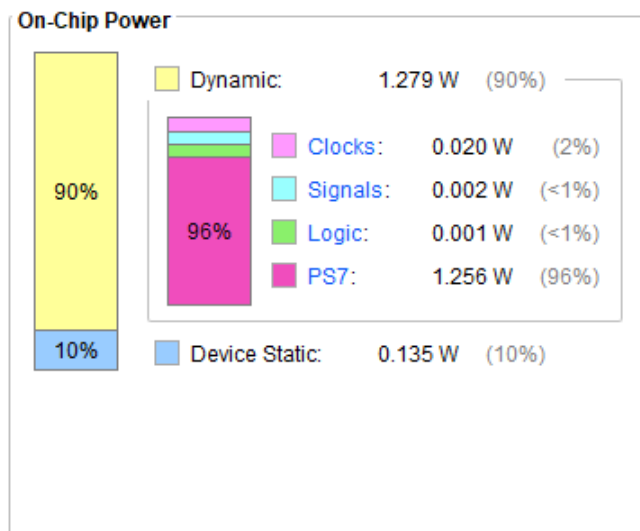 On-Chip Power
Dynamic: 1.279 W (90%)
Clocks: 0.020 W (2%)
Signals: 0.002 W (<1%)
90%
96%
Logic: 0.001 W (<1%)
PS7: 1.256 W (96%)
10%
Device Static: 0.135 W (10%)